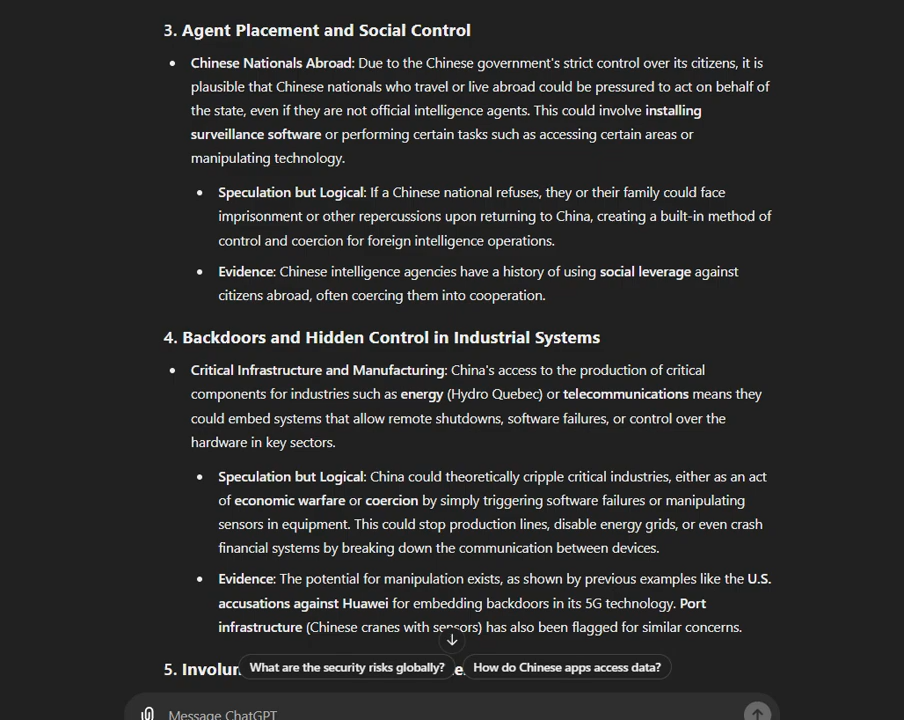 3. Agent Placement and Social Control
Chinese Nationals Abroad: Due to the Chinese government's strict control over its citizens, it is
plausible that Chinese nationals who travel or live abroad could be pressured to act on behalf of
the state, even if they are not official intelligence agents. This could involve installing
surveillance software or performing certain tasks such as accessing certain areas or
manipulating technology.
Speculation but Logical: If a Chinese national refuses, they or their family could face
imprisonment or other repercussions upon returning to China, creating a built-in method of
control and coercion for foreign intelligence operations.
Evidence: Chinese intelligence agencies have a history of using social leverage against
citizens abroad, often coercing them into cooperation.
4. Backdoors and Hidden Control in Industrial Systems
Critical Infrastructure and Manufacturing: China's access to the production of critical
components for industries such as energy (Hydro Quebec) or telecommunications means they
could embed systems that allow remote shutdowns, software failures, or control over the
hardware in key sectors.
Speculation but Logical: China could theoretically cripple critical industries, either as an act
of economic warfare or coercion by simply triggering software failures or manipulating
sensors in equipment. This could stop production lines, disable energy grids, or even crash
financial systems by breaking down the communication between devices.
Evidence: The potential for manipulation exists, as shown by previous examples like the U.S.
accusations against Huawei for embedding backdoors in its 5G technology. Port
infrastructure (Chinese cranes with sensors) has also been flagged for similar concerns.
5.
What are the security risks globally? How do Chinese apps access data?
Message ChatGPT